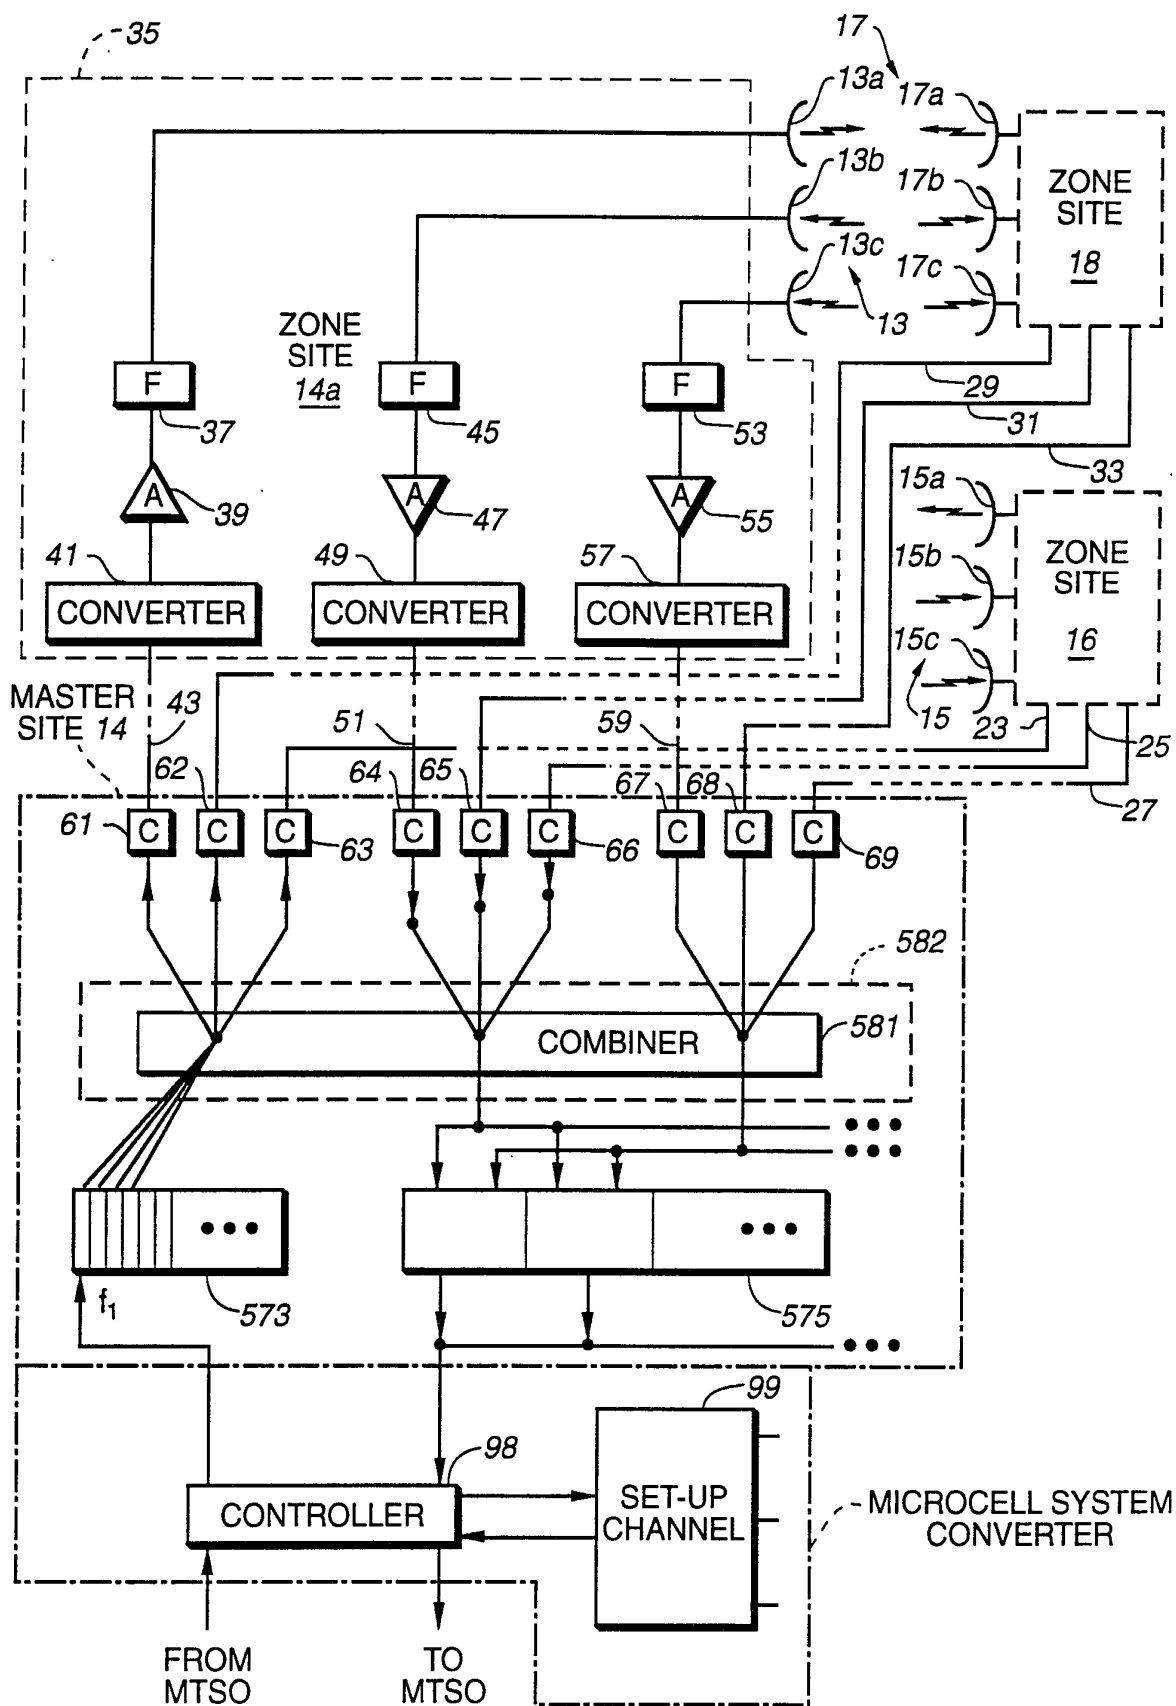 35
17
13a
17a
13b
17b
13c
17c
13
ZONE
SITE
18
ZONE
SITE
14a
F
F
F
37
45
53
29
31
33
A
A
A
39
47
55
15a
15b
15c
15
ZONE
SITE
16
41
49
57
CONVERTER
CONVERTER
CONVERTER
MASTER
SITE 14
43
51
59
23
25
27
62
64
65
67
68
61
C
C
C
C
C
C
C
C
C
63
66
69
582
COMBINER
581
f1
573
575
99
98
CONTROLLER
SET-UP
CHANNEL
MICROCELL SYSTEM
CONVERTER
FROM
MTSO
TO
MTSO